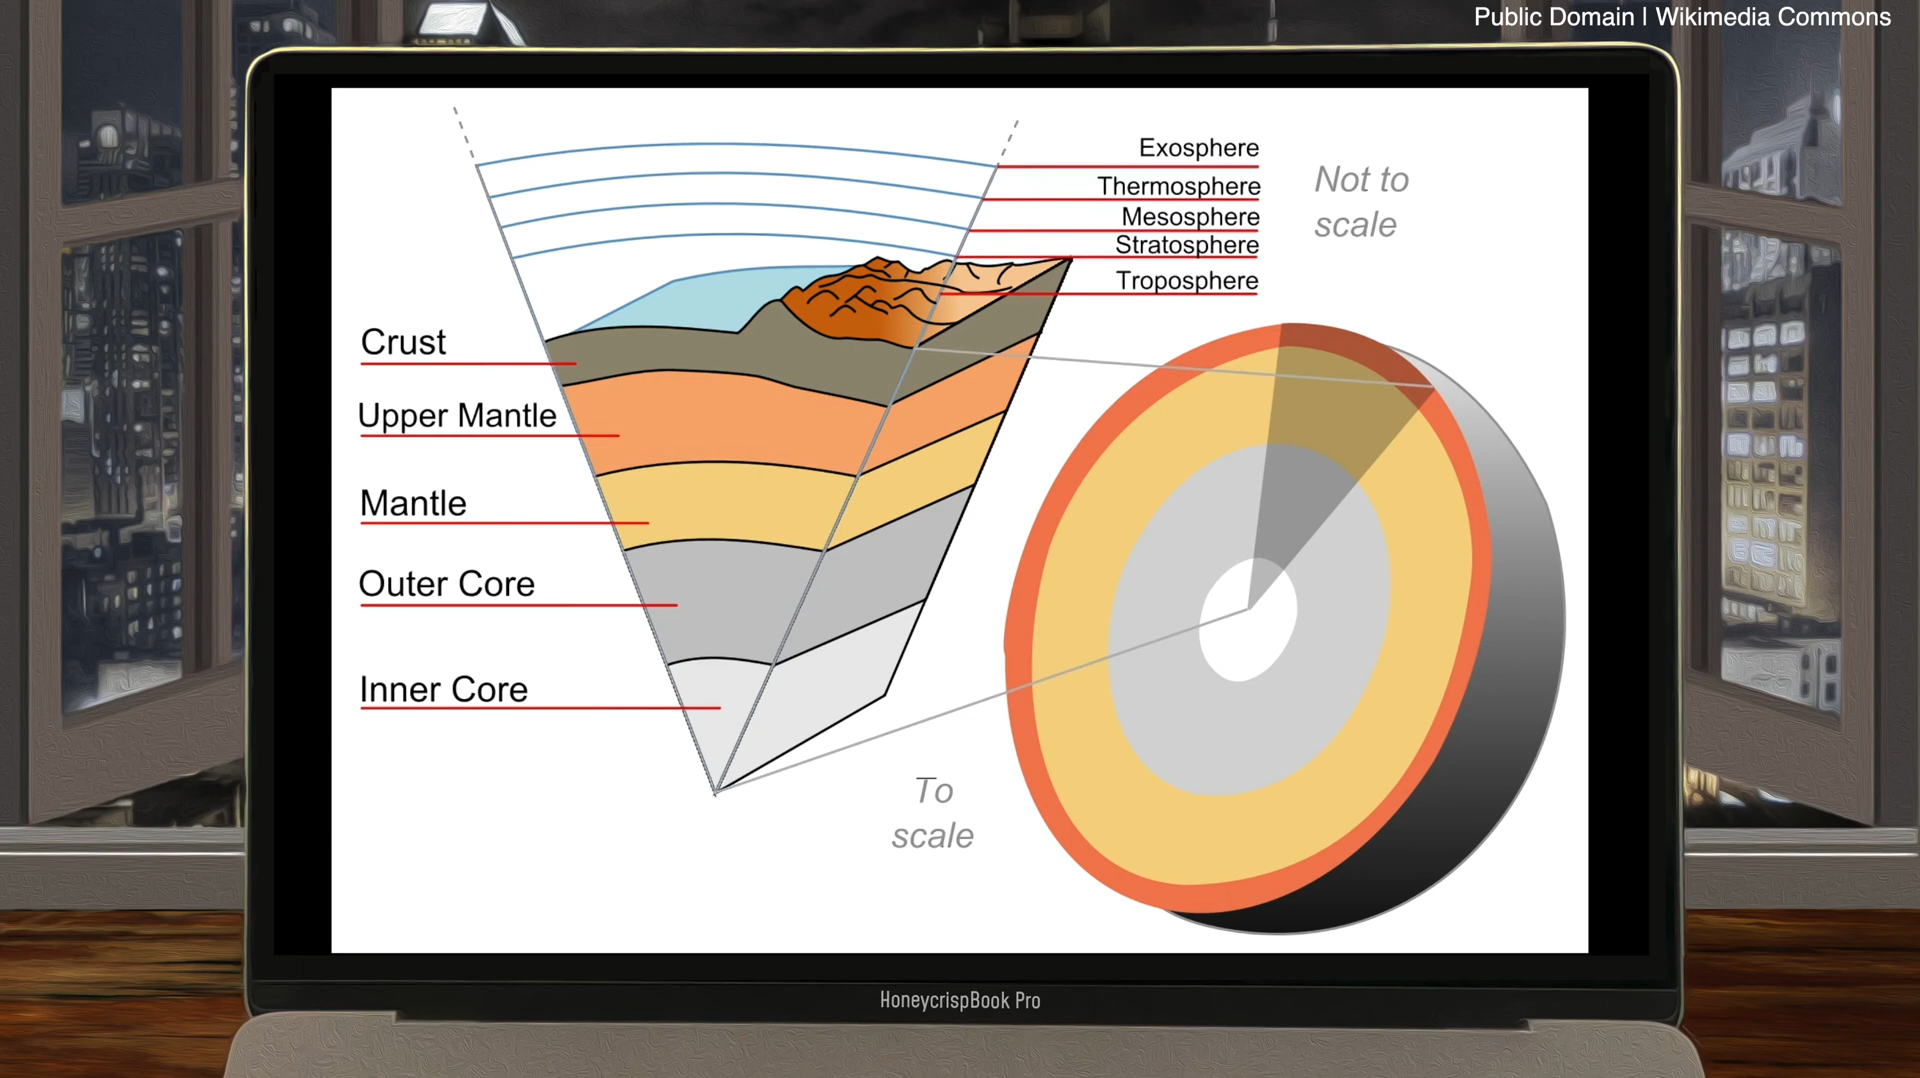 Public Domain | Wikimedia Commons
Exosphere
Thermosphere
Mesosphere
Stratosphere
Troposphere
Not to
scale
Crust
Upper Mantle
Mantle
Outer Core
Inner Core
To
scale
HoneycrispBook Pro